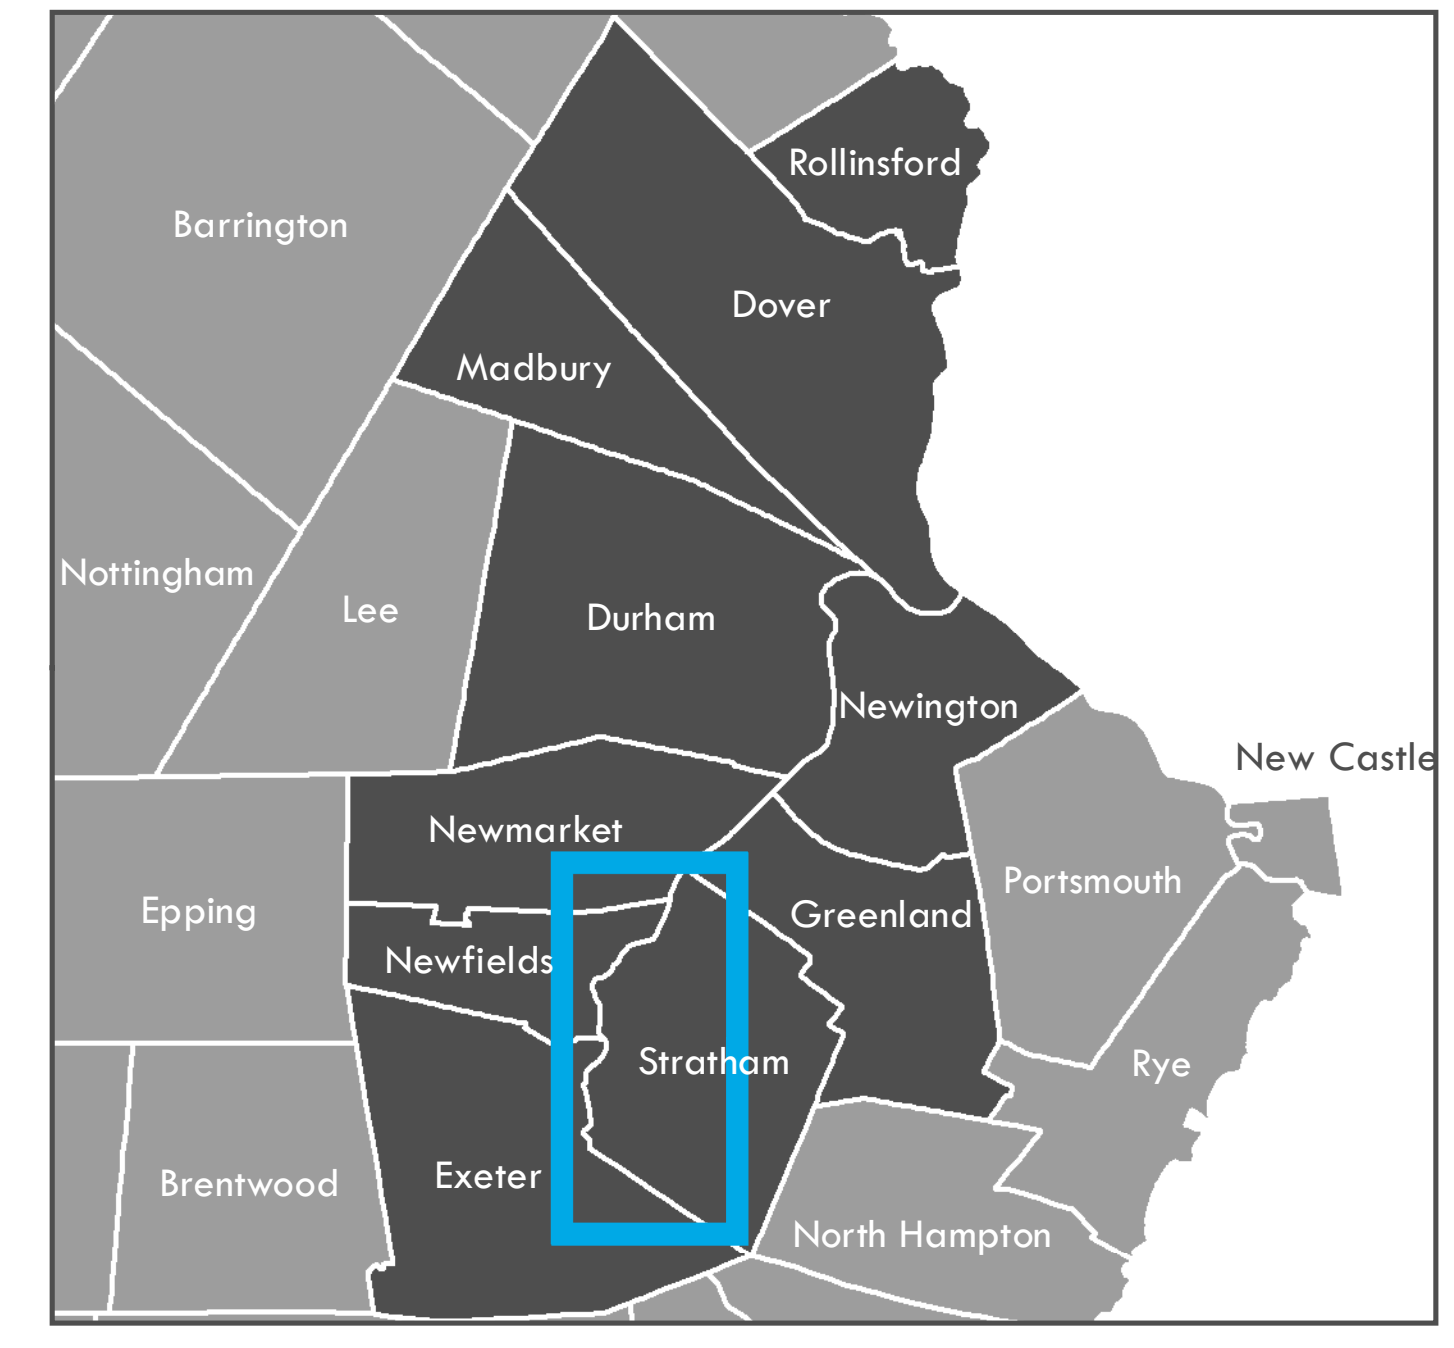 Rollinsford
Barrington
Dover
Madbury
Nottingham
Lee
Durham
Newington
New Castle
Newmarket
Portsmouth
Epping
Greenland
Newfields
Stratham
Rye
Exeter
Brentwood
North Hampton